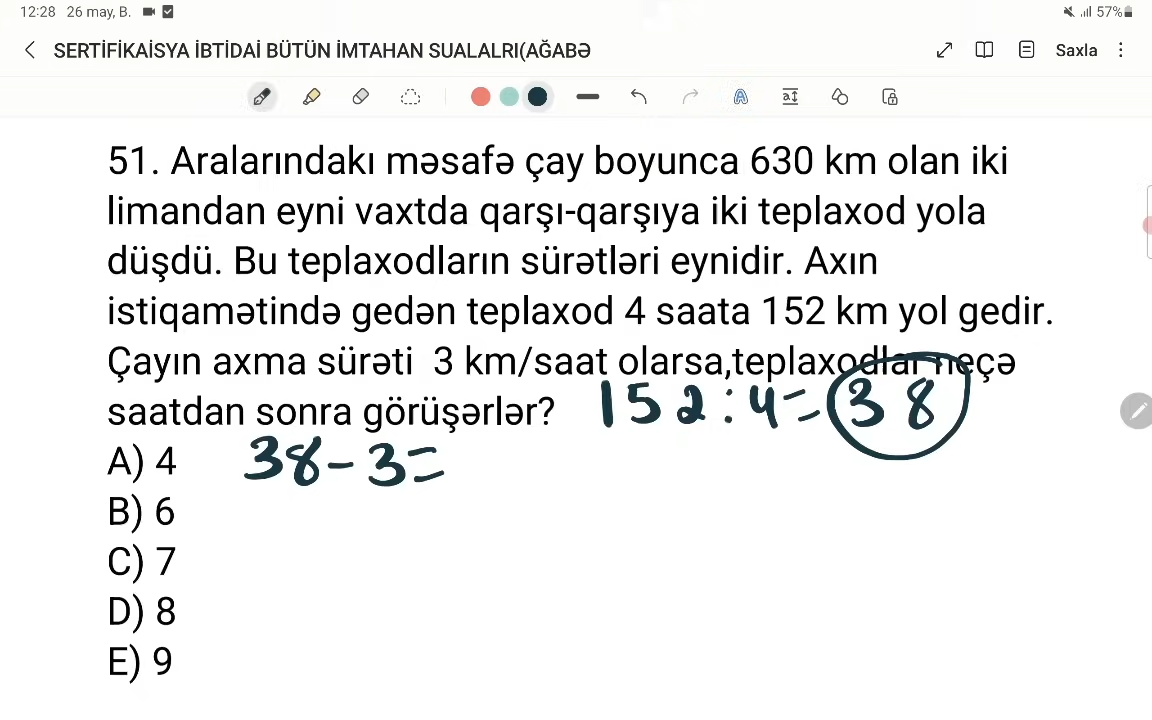 12:28 26 may, B. 57%
SERTİFİKAİSYA İBTİDAİ BÜTÜN İMTAHAN SUALALRI(AĞABƏ Saxla
51. Aralarındakı məsafə çay boyunca 630 km olan iki
limandan eyni vaxtda qarşı-qarşıya iki teplaxod yola
düşdü. Bu teplaxodların sürətləri eynidir. Axın
istiqamətində gedən teplaxod 4 saata 152 km yol gedir.
Çayın axma sürəti 3 km/saat olarsa,teplaxodlar neçə
saatdan sonra görüşərlər? 152:4=38
A) 4 38-3=
B) 6
C) 7
D) 8
E) 9